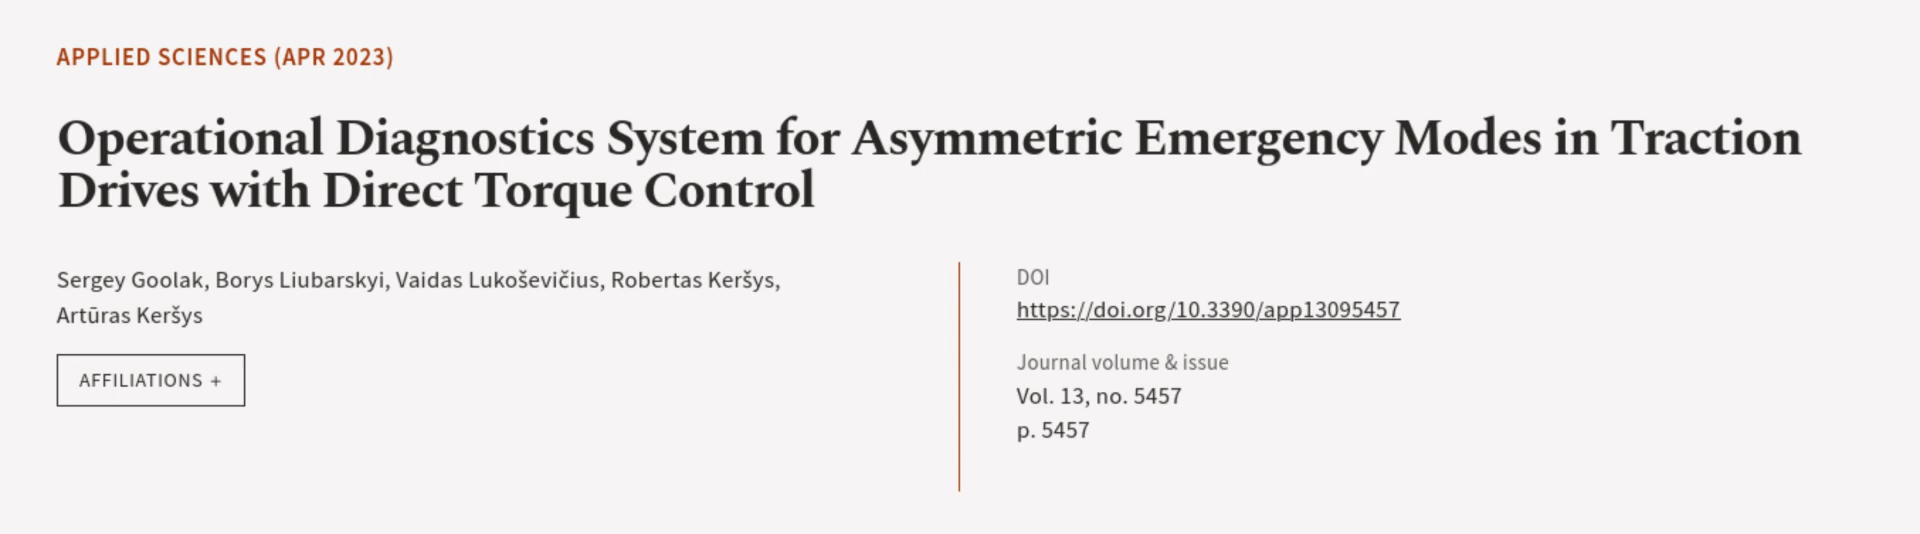 APPLIED SCIENCES (APR 2023)
Operational Diagnostics System for Asymmetric Emergency Modes in Traction
Drives with Direct Torque Control
Sergey Goolak, Borys Liubarskyi, Vaidas Lukoševičius, Robertas Keršys,
Artūras Keršys
AFFILIATIONS +
DOI
https://doi.org/10.3390/app13095457
Journal volume & issue
Vol. 13, no. 5457
p. 5457